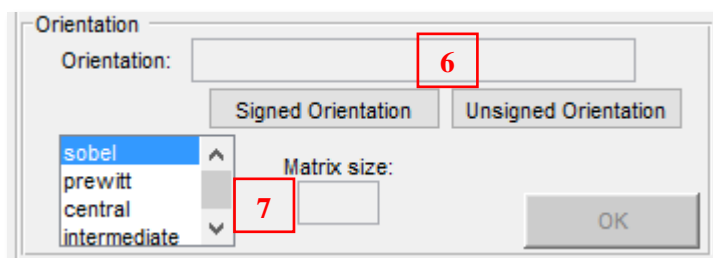 Orientation
Orientation:
6
Signed Orientation Unsigned Orientation
sobel
prewitt
central
intermediate
Matrix size:
7
OK